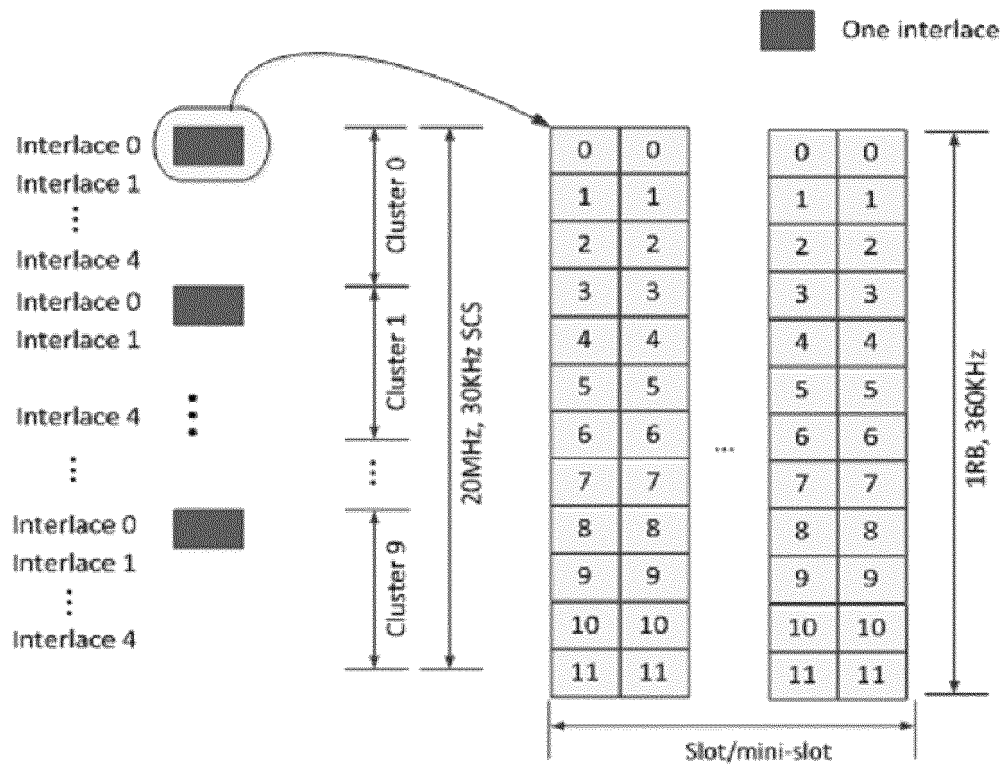 One interlace
Interlace 0
Interlace 1
⋮
Interlace 4
Interlace 0
Interlace 1
⋮
Interlace 4
⋮
Interlace 0
Interlace 1
⋮
Interlace 4
Cluster 0
Cluster 1
...
Cluster 9
20MHz, 30KHz SCS
0 0 0 0
1 1 1 1
2 2 2 2
3 3 3 3
4 4 4 4
5 5 5 5
6 6 ... 6 6
7 7 7 7
8 8 8 8
9 9 9 9
10 10 10 10
11 11 11 11
1RB, 360KHz
Slot/mini-slot